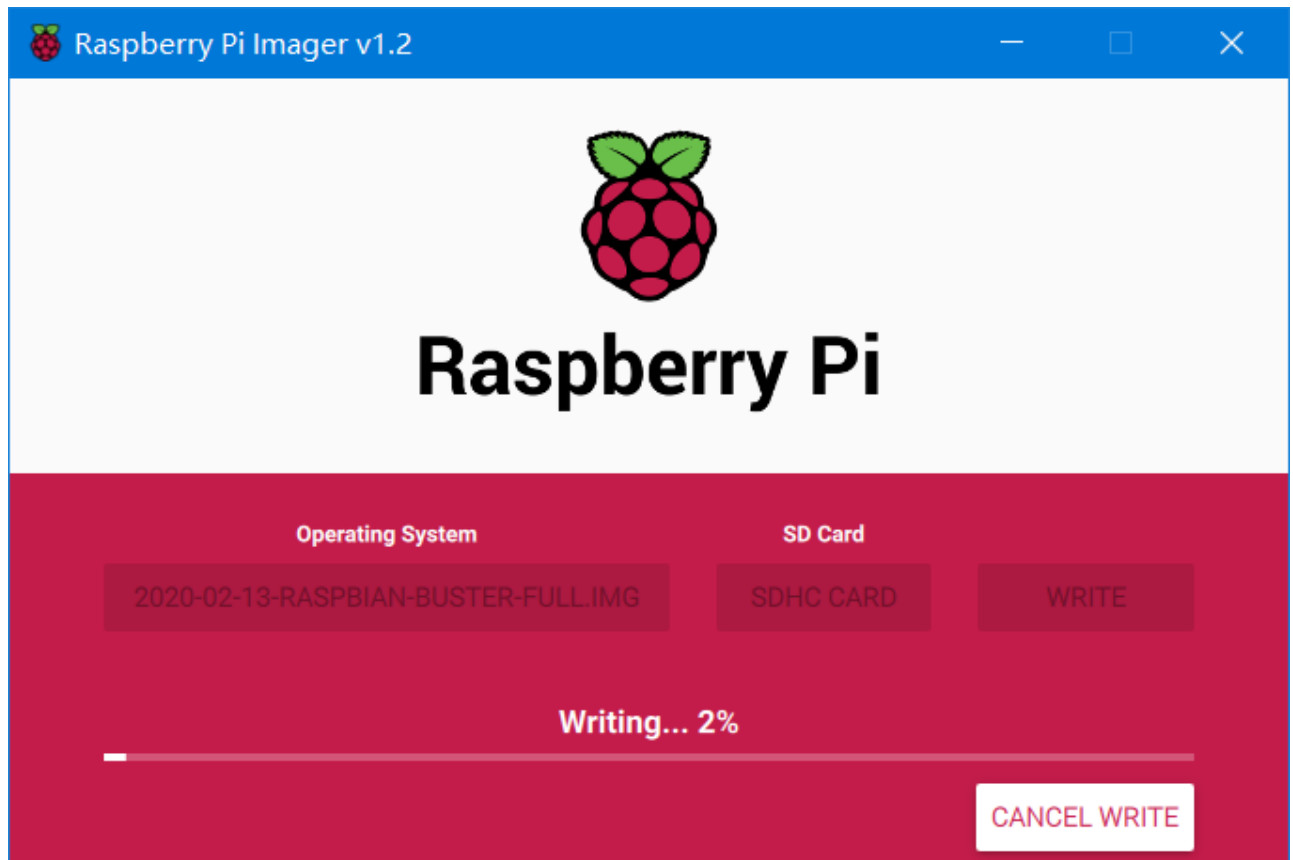 Raspberry Pi Imager v1.2
Raspberry Pi
Operating System
SD Card
2020-02-13-RASPBIAN-BUSTER-FULL.IMG
SDHC CARD
WRITE
Writing... 2%
CANCEL WRITE